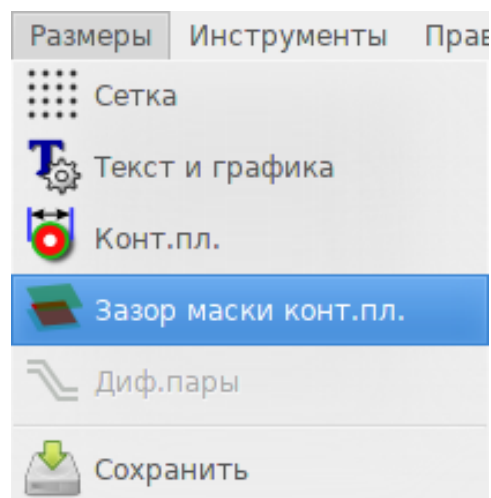 Размеры Инструменты
Сетка
Текст и графика
Конт.пл.
Зазор маски конт.пл.
Диф.пары
Сохранить